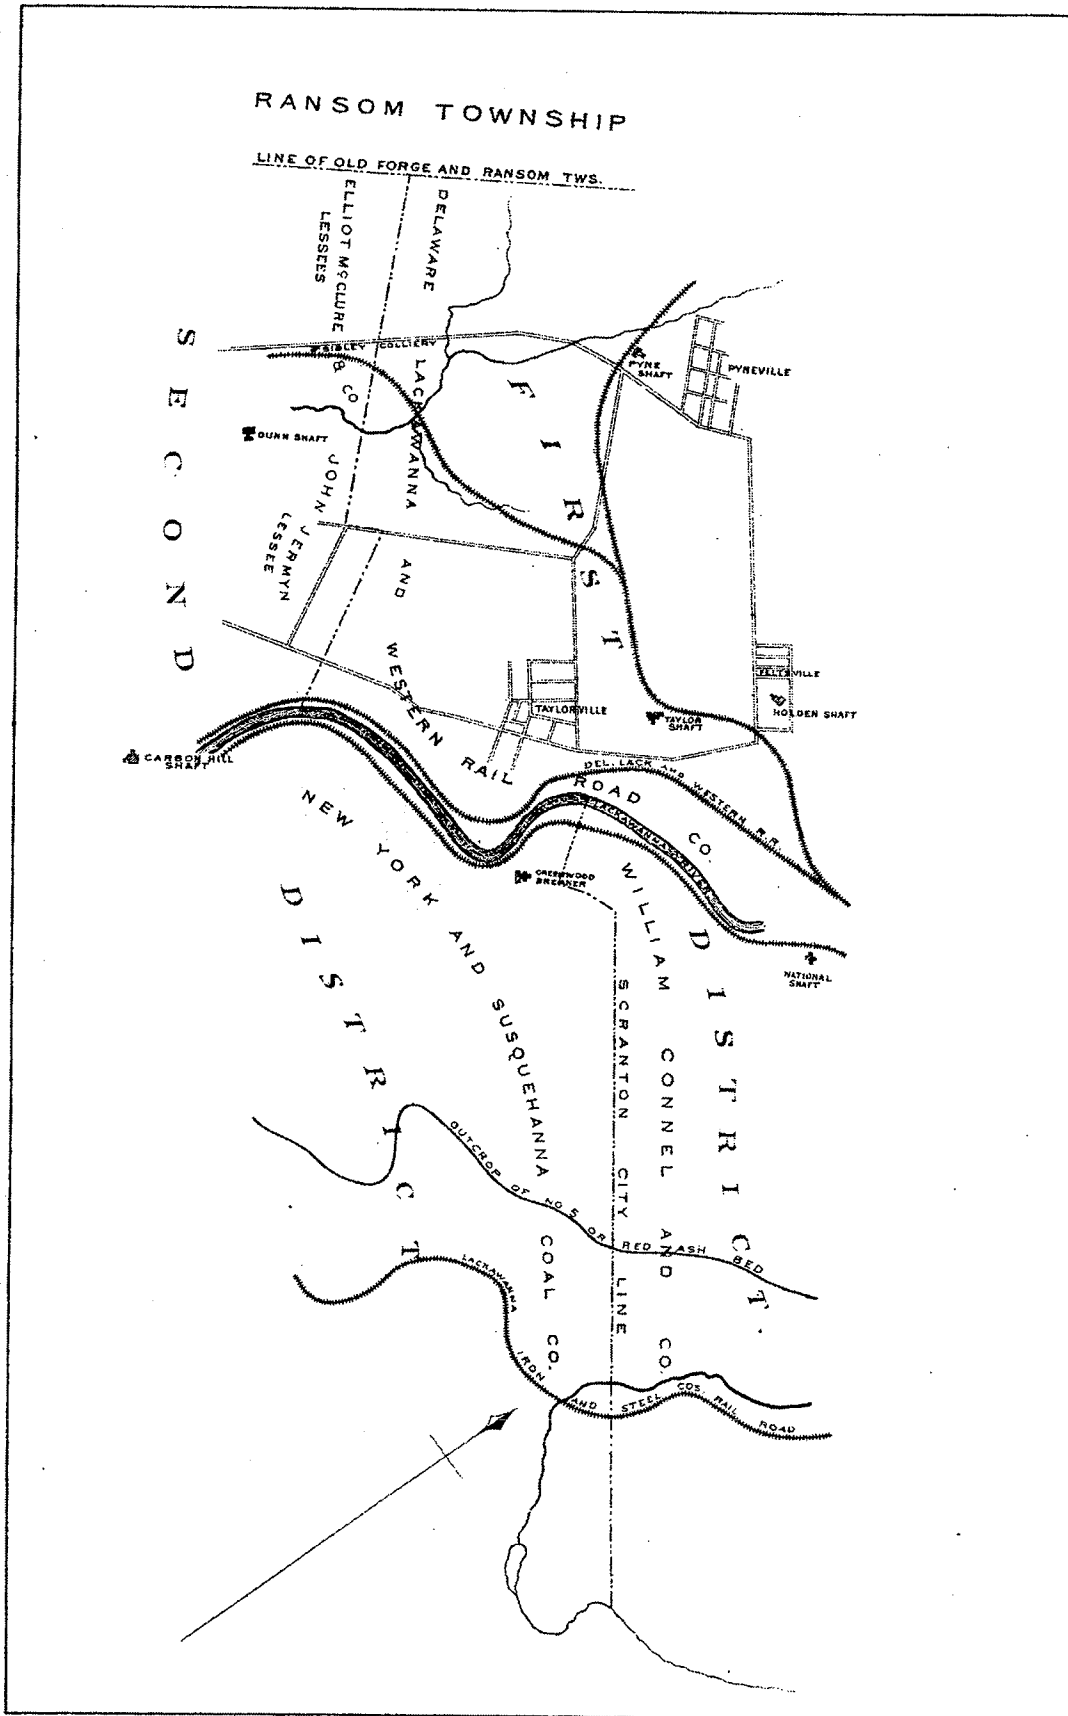 RANSOM TOWNSHIP
LINE OF OLD FORGE AND RANSOM TWS.
ELLIOT McCLURE & CO
LESSEES
DELAWARE LACKAWANNA AND WESTERN RAIL ROAD CO.
SIBLEY COLLIERY
PYNE
SHAFT
PYNEVILLE
DUNN SHAFT
JOHN JERMYN
LESSEE
FIRST DISTRICT.
SECOND DISTRICT
FELTSVILLE
HOLDEN SHAFT
TAYLORVILLE
TAYLOR
SHAFT
CARBON HILL
SHAFT
DEL. LACK AND WESTERN R.R.
LACKAWANNA RIVER
GREENWOOD
BREAKER
NATIONAL
SHAFT
NEW YORK AND SUSQUEHANNA COAL CO.
WILLIAM CONNEL AND CO.
SCRANTON CITY LINE
OUTCROP OF NO 5 OR RED ASH BED
LACKAWANNA IRON AND STEEL COS. RAIL ROAD